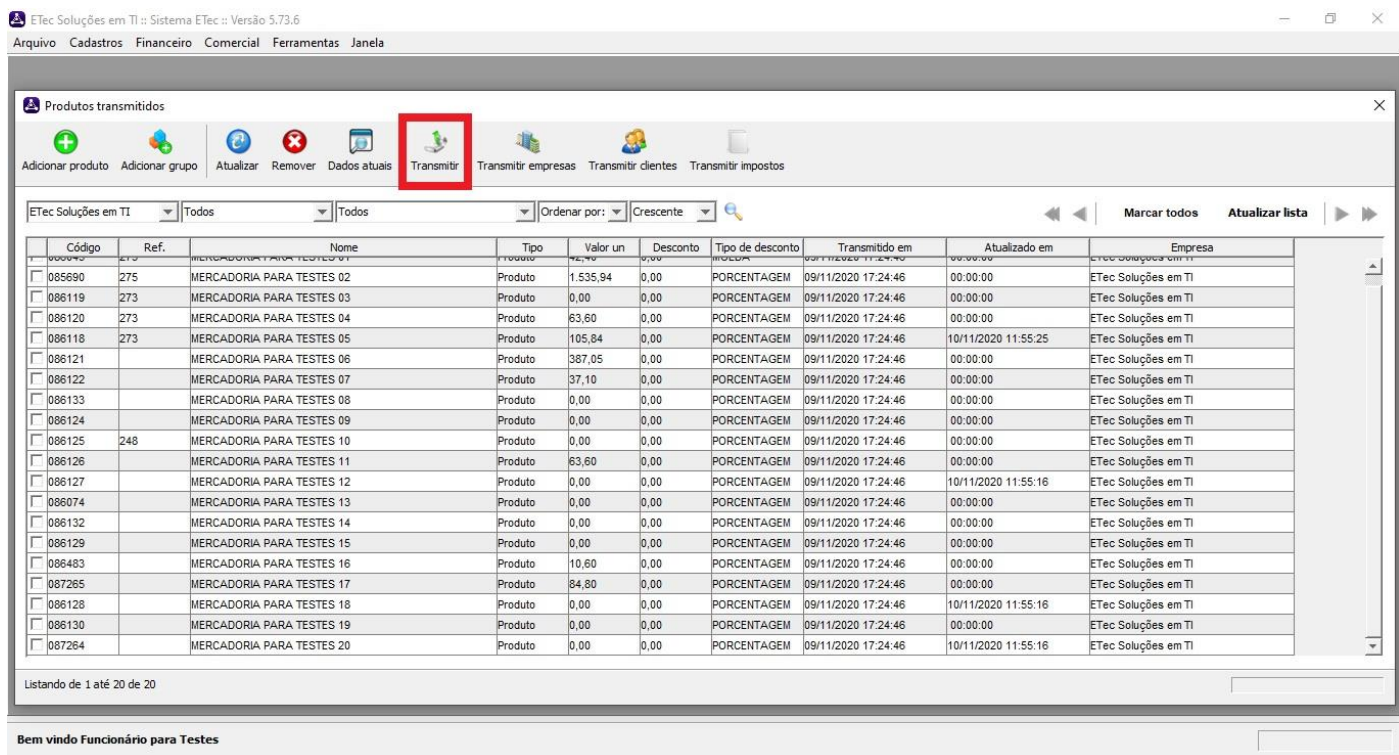 ETec Soluções em TI :: Sistema ETec :: Versão 5.73.6
Arquivo Cadastros Financeiro Comercial Ferramentas Janela
Produtos transmitidos
Adicionar produto Adicionar grupo Atualizar Remover Dados atuais Transmitir Transmitir empresas Transmitir clientes Transmitir impostos
ETec Soluções em TI Todos Todos Ordenar por: Crescente Marcar todos Atualizar lista
Código Ref. Nome Tipo Valor un Desconto Tipo de desconto Transmitido em Atualizado em Empresa
085690 275 MERCADORIA PARA TESTES 02 Produto 1.535,94 0,00 PORCENTAGEM 09/11/2020 17:24:46 00:00:00 ETec Soluções em TI
086119 273 MERCADORIA PARA TESTES 03 Produto 0,00 0,00 PORCENTAGEM 09/11/2020 17:24:46 00:00:00 ETec Soluções em TI
086120 273 MERCADORIA PARA TESTES 04 Produto 63,60 0,00 PORCENTAGEM 09/11/2020 17:24:46 00:00:00 ETec Soluções em TI
086118 273 MERCADORIA PARA TESTES 05 Produto 105,84 0,00 PORCENTAGEM 09/11/2020 17:24:46 10/11/2020 11:55:25 ETec Soluções em TI
086121 MERCADORIA PARA TESTES 06 Produto 387,05 0,00 PORCENTAGEM 09/11/2020 17:24:46 00:00:00 ETec Soluções em TI
086122 MERCADORIA PARA TESTES 07 Produto 37,10 0,00 PORCENTAGEM 09/11/2020 17:24:46 00:00:00 ETec Soluções em TI
086133 MERCADORIA PARA TESTES 08 Produto 0,00 0,00 PORCENTAGEM 09/11/2020 17:24:46 00:00:00 ETec Soluções em TI
086124 MERCADORIA PARA TESTES 09 Produto 0,00 0,00 PORCENTAGEM 09/11/2020 17:24:46 00:00:00 ETec Soluções em TI
086125 248 MERCADORIA PARA TESTES 10 Produto 0,00 0,00 PORCENTAGEM 09/11/2020 17:24:46 00:00:00 ETec Soluções em TI
086126 MERCADORIA PARA TESTES 11 Produto 63,60 0,00 PORCENTAGEM 09/11/2020 17:24:46 00:00:00 ETec Soluções em TI
086127 MERCADORIA PARA TESTES 12 Produto 0,00 0,00 PORCENTAGEM 09/11/2020 17:24:46 10/11/2020 11:55:16 ETec Soluções em TI
086074 MERCADORIA PARA TESTES 13 Produto 0,00 0,00 PORCENTAGEM 09/11/2020 17:24:46 00:00:00 ETec Soluções em TI
086132 MERCADORIA PARA TESTES 14 Produto 0,00 0,00 PORCENTAGEM 09/11/2020 17:24:46 00:00:00 ETec Soluções em TI
086129 MERCADORIA PARA TESTES 15 Produto 0,00 0,00 PORCENTAGEM 09/11/2020 17:24:46 00:00:00 ETec Soluções em TI
086483 MERCADORIA PARA TESTES 16 Produto 10,60 0,00 PORCENTAGEM 09/11/2020 17:24:46 00:00:00 ETec Soluções em TI
087265 MERCADORIA PARA TESTES 17 Produto 84,80 0,00 PORCENTAGEM 09/11/2020 17:24:46 00:00:00 ETec Soluções em TI
086128 MERCADORIA PARA TESTES 18 Produto 0,00 0,00 PORCENTAGEM 09/11/2020 17:24:46 10/11/2020 11:55:16 ETec Soluções em TI
086130 MERCADORIA PARA TESTES 19 Produto 0,00 0,00 PORCENTAGEM 09/11/2020 17:24:46 00:00:00 ETec Soluções em TI
087264 MERCADORIA PARA TESTES 20 Produto 0,00 0,00 PORCENTAGEM 09/11/2020 17:24:46 10/11/2020 11:55:16 ETec Soluções em TI
Listando de 1 até 20 de 20
Bem vindo Funcionário para Testes